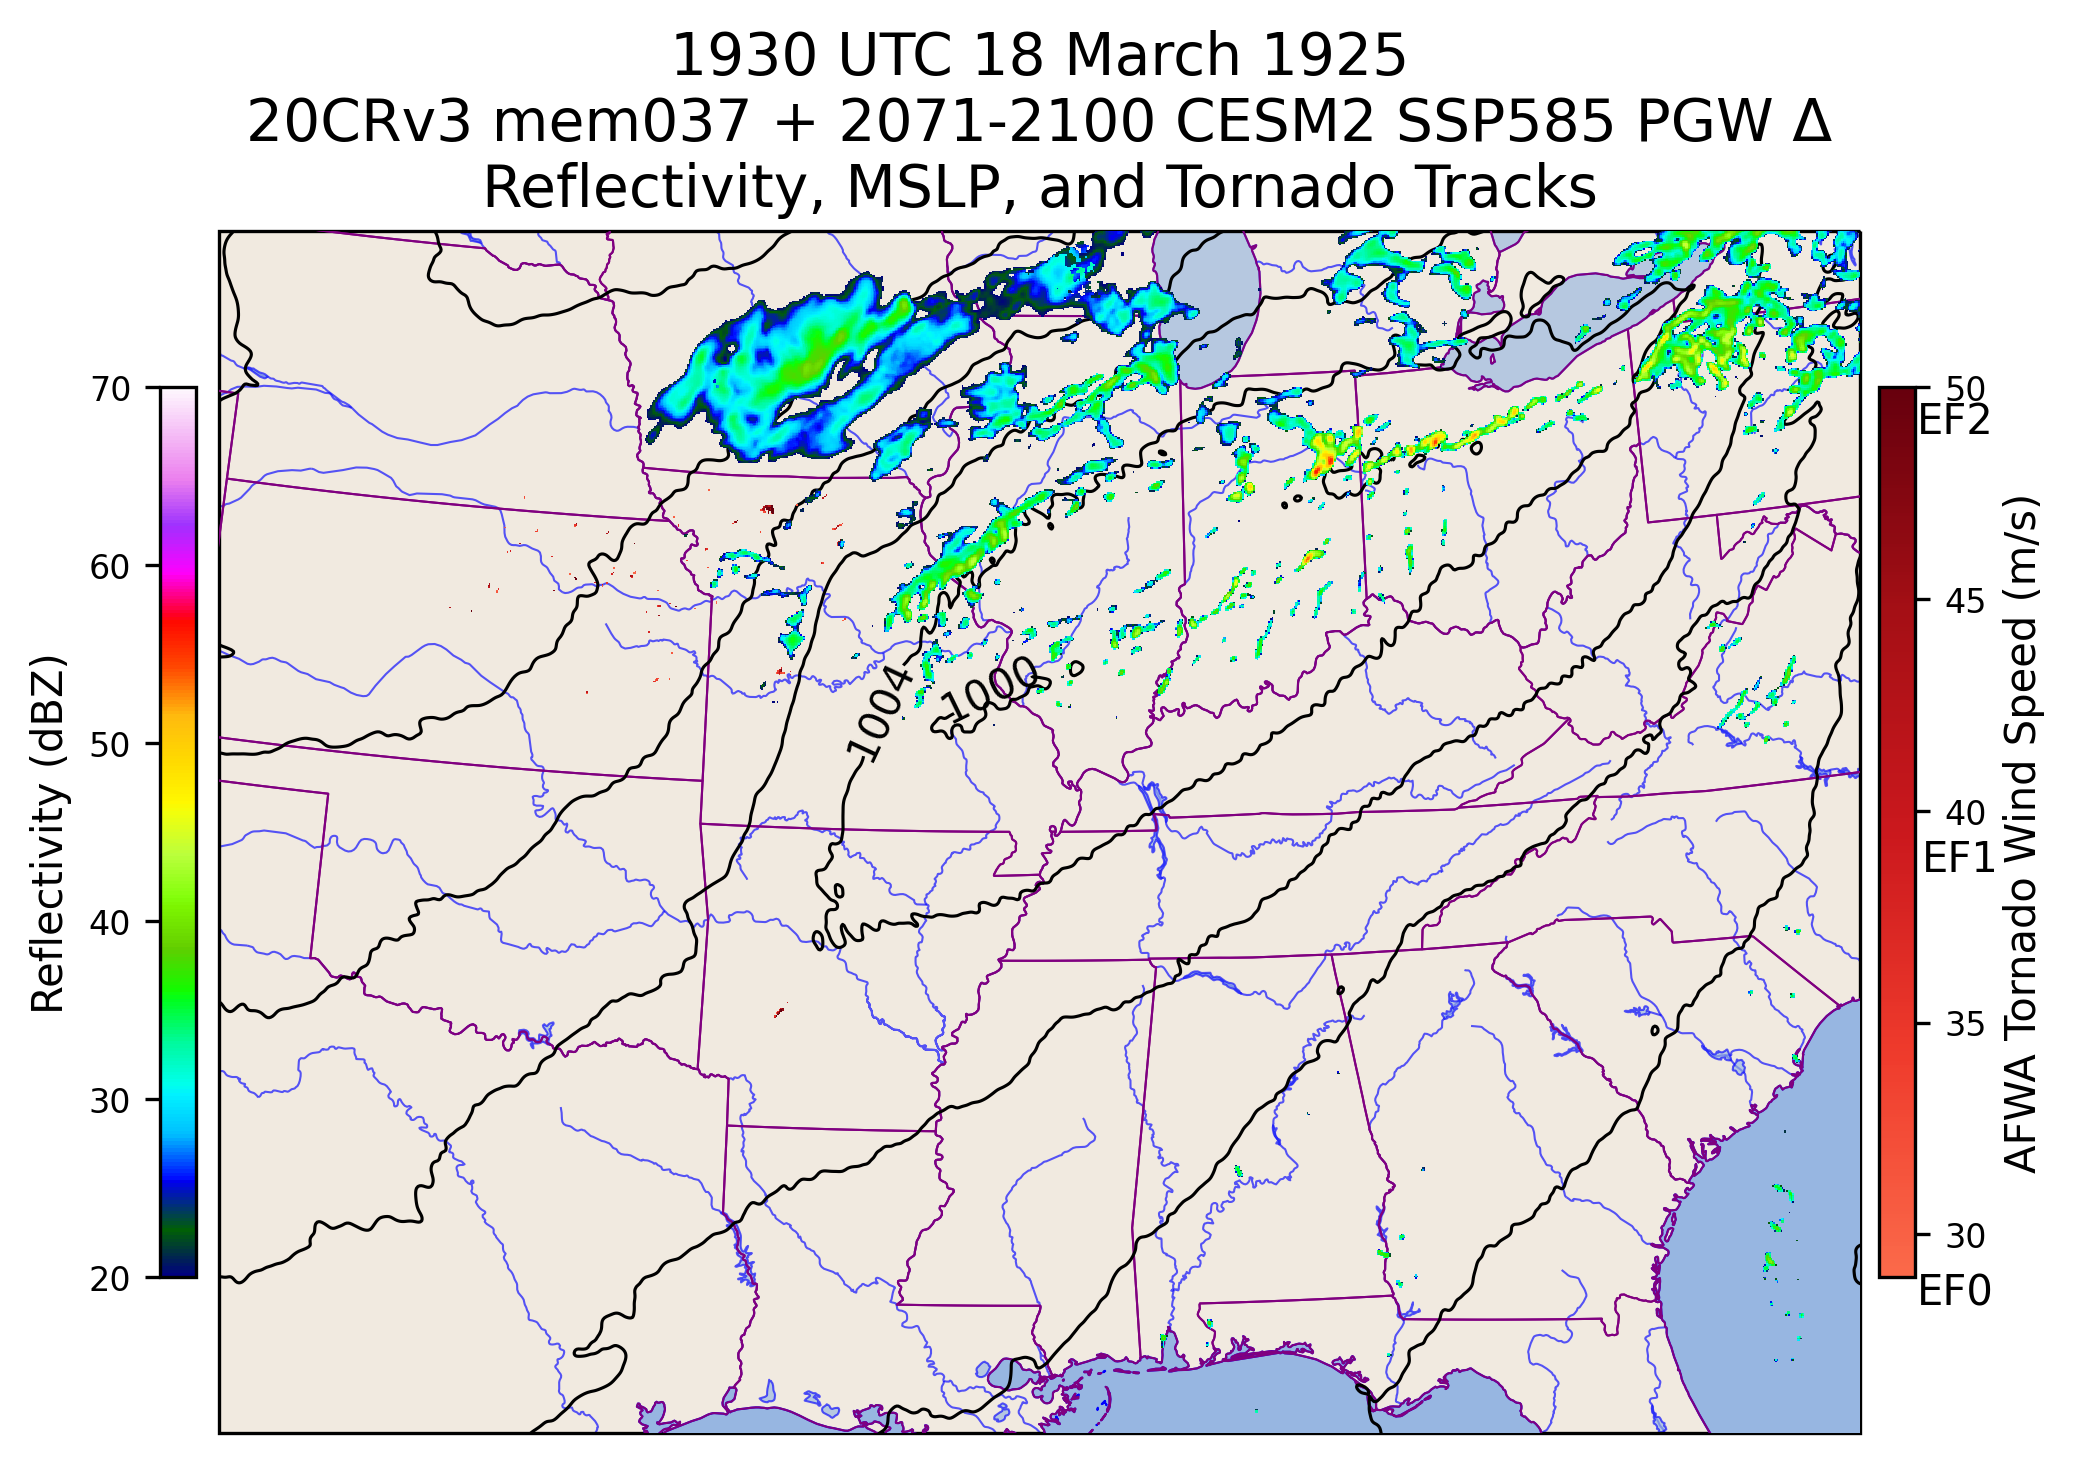 1930 UTC 18 March 1925
20CRv3 mem037 + 2071-2100 CESM2 SSP585 PGW Δ
Reflectivity, MSLP, and Tornado Tracks
70
60
50
40
30
20
Reflectivity (dBZ)
1004
1000
50
EF2
45
40
EF1
35
30
EF0
AFWA Tornado Wind Speed (m/s)